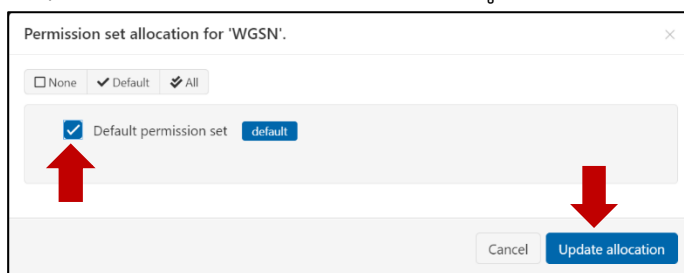 Permission set allocation for 'WGSN'.
None Default All
Default permission set default
Cancel Update allocation